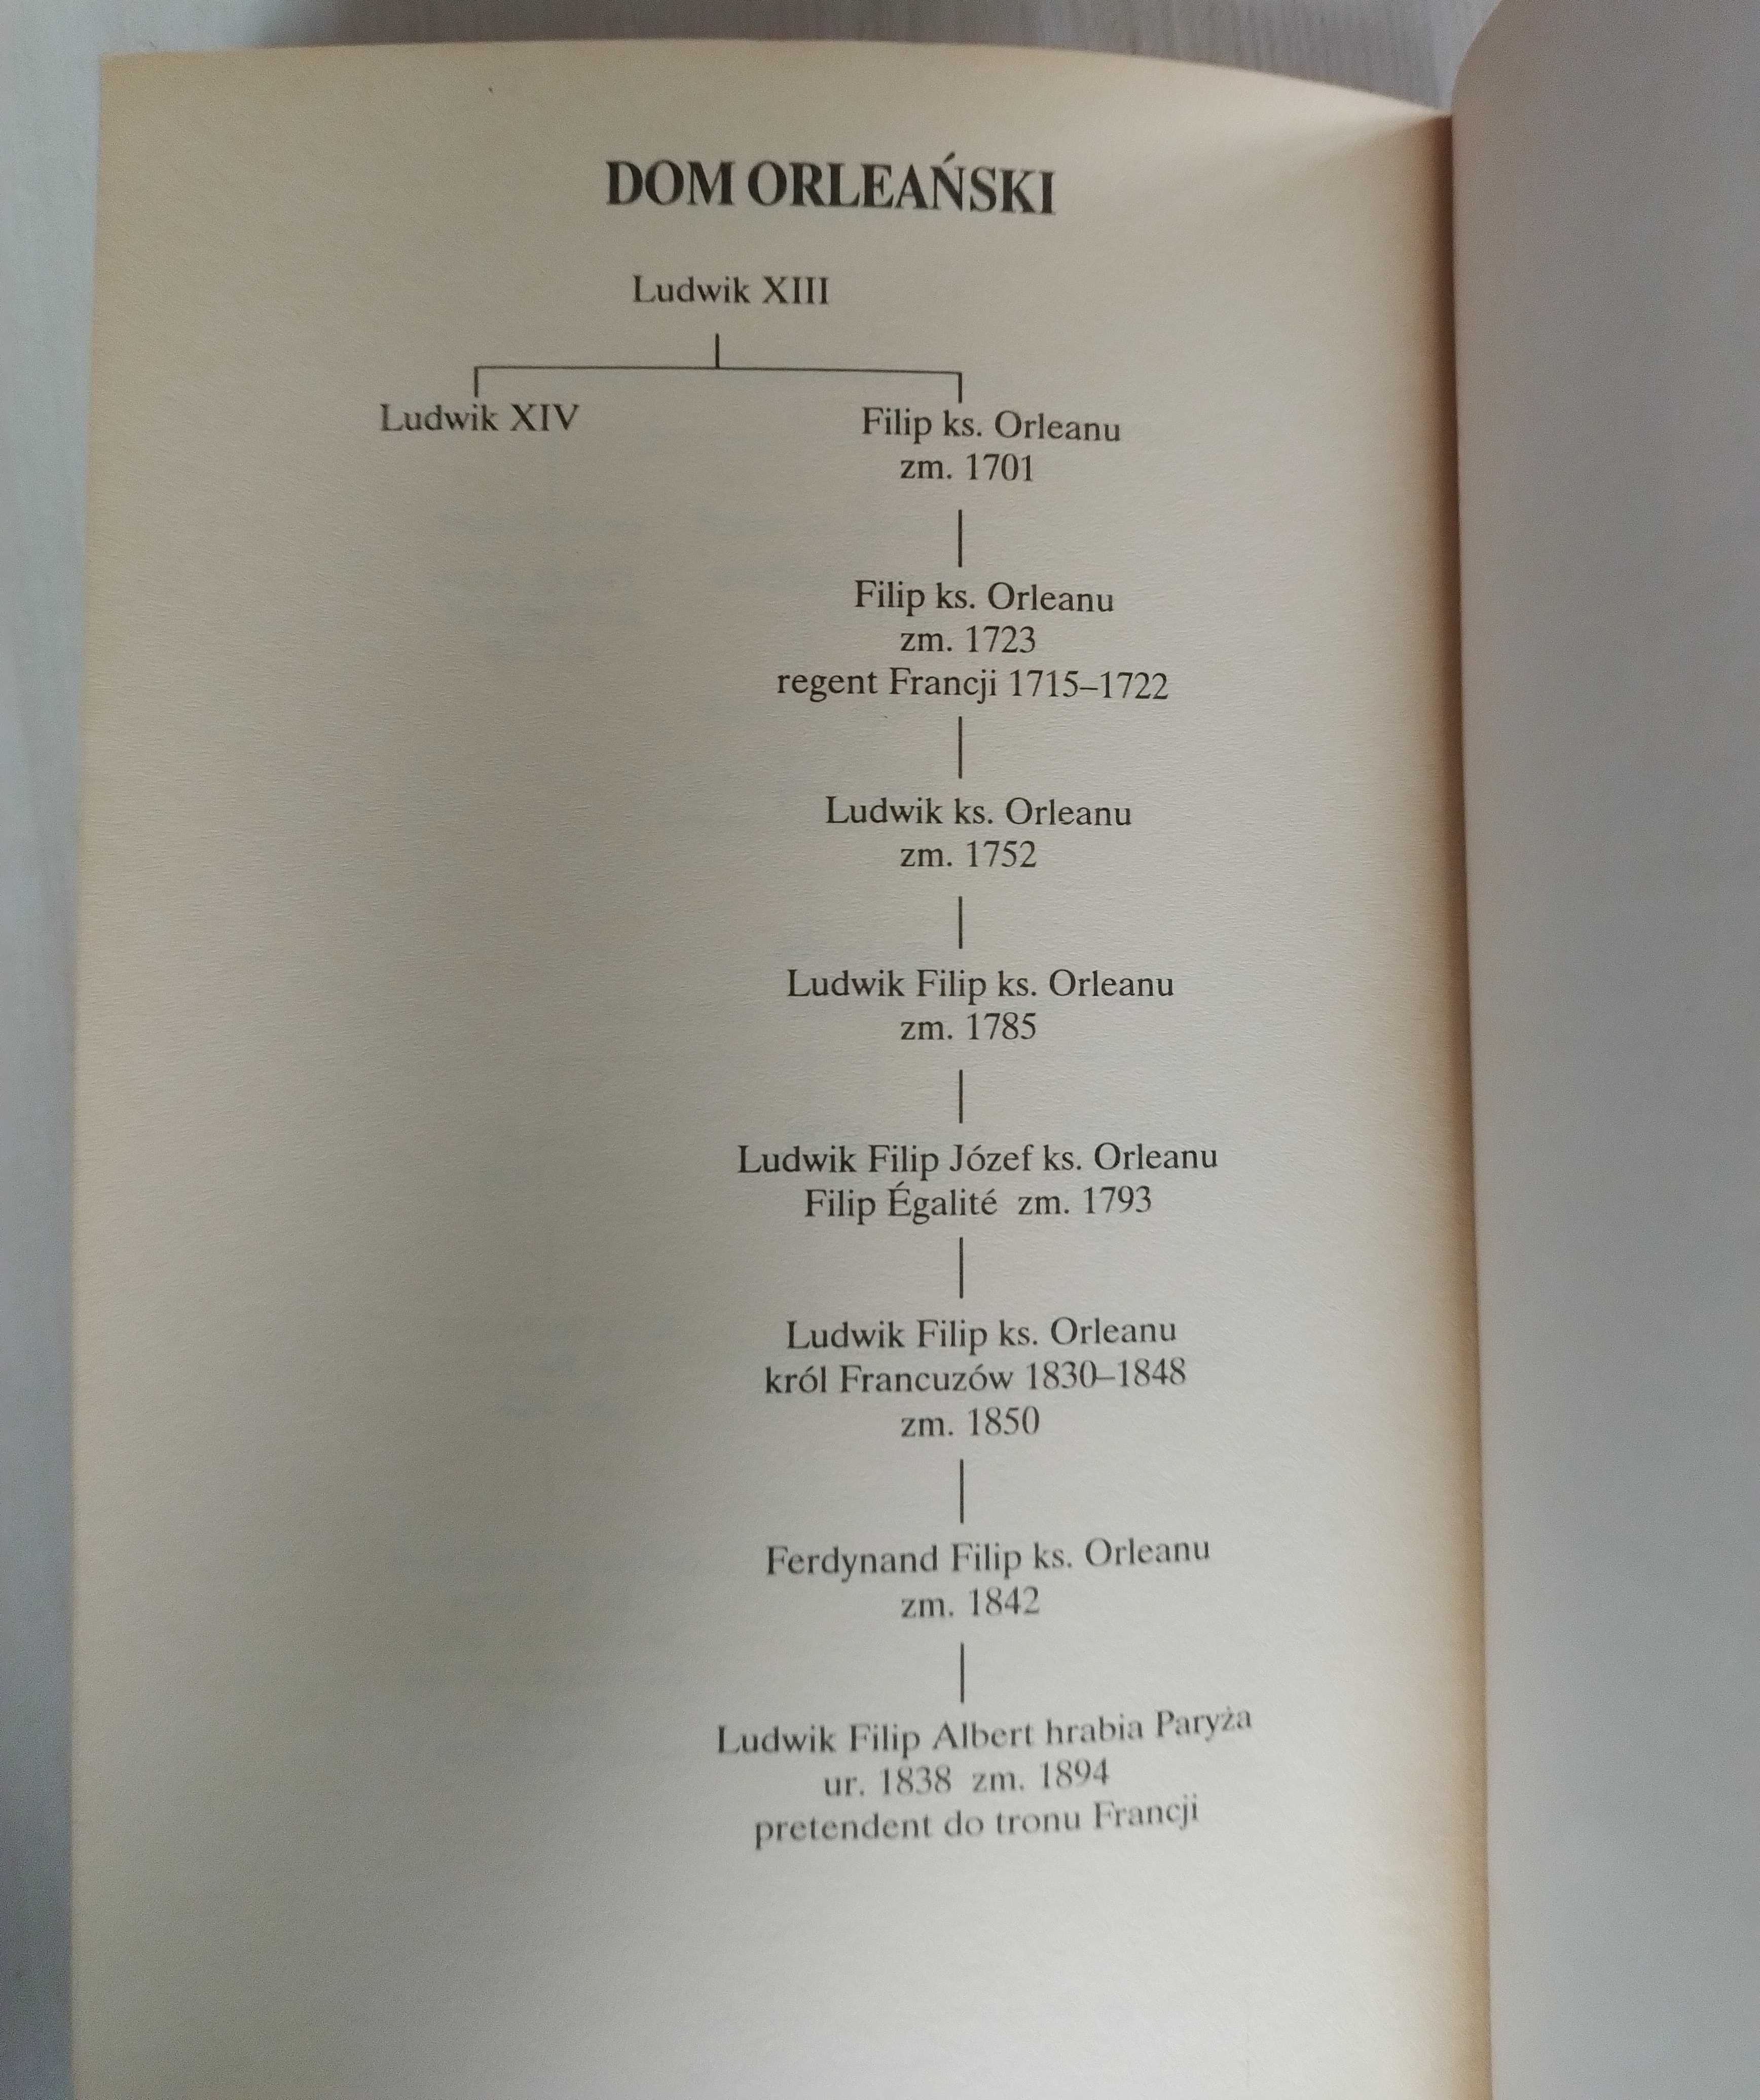 DOM ORLEAŃSKI
Ludwik XIII
Ludwik XIV
Filip ks. Orleanu
zm. 1701
Filip ks. Orleanu
zm. 1723
regent Francji 1715–1722
Ludwik ks. Orleanu
zm. 1752
Ludwik Filip ks. Orleanu
zm. 1785
Ludwik Filip Józef ks. Orleanu
Filip Égalité zm. 1793
Ludwik Filip ks. Orleanu
król Francuzów 1830–1848
zm. 1850
Ferdynand Filip ks. Orleanu
zm. 1842
Ludwik Filip Albert hrabia Paryża
ur. 1838 zm. 1894
pretendent do tronu Francji